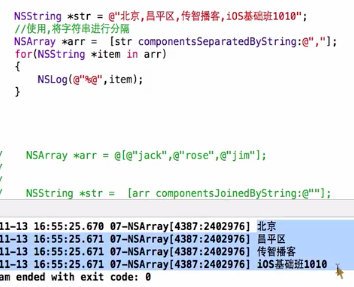 NSString *str = @"北京,昌平区,传智播客,iOS基础班1010";
//使用,将字符串进行分隔
NSArray *arr =  [str componentsSeparatedByString:@","];
for(NSString *item in arr)
{
NSLog(@"%@",item);
}
/ NSArray *arr = @[@"jack",@"rose",@"jim"];
/
/ NSString *str =  [arr componentsJoinedByString:@""];
11-13 16:55:25.670 07-NSArray[4387:2402976] 北京
11-13 16:55:25.671 07-NSArray[4387:2402976] 昌平区
11-13 16:55:25.671 07-NSArray[4387:2402976] 传智播客
11-13 16:55:25.671 07-NSArray[4387:2402976] iOS基础班1010
am ended with exit code: 0